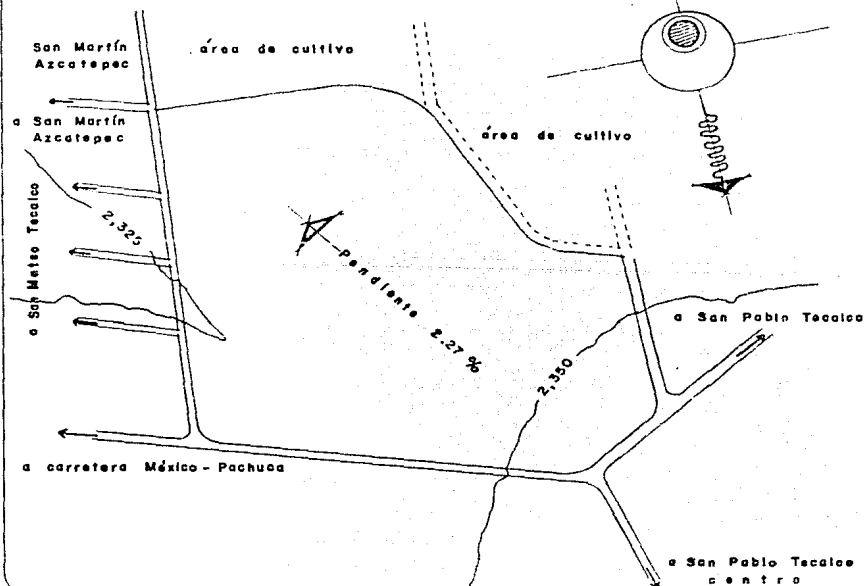 San Martín
Azcatepec
área de cultivo
a San Martín
Azcatepec
área de cultivo
a San Mateo Tecalco
2,325
Pendiente 2.27 %
2,350
a San Pablo Tecalco
a carretera México - Pachuca
a San Pablo Tecalco
centro